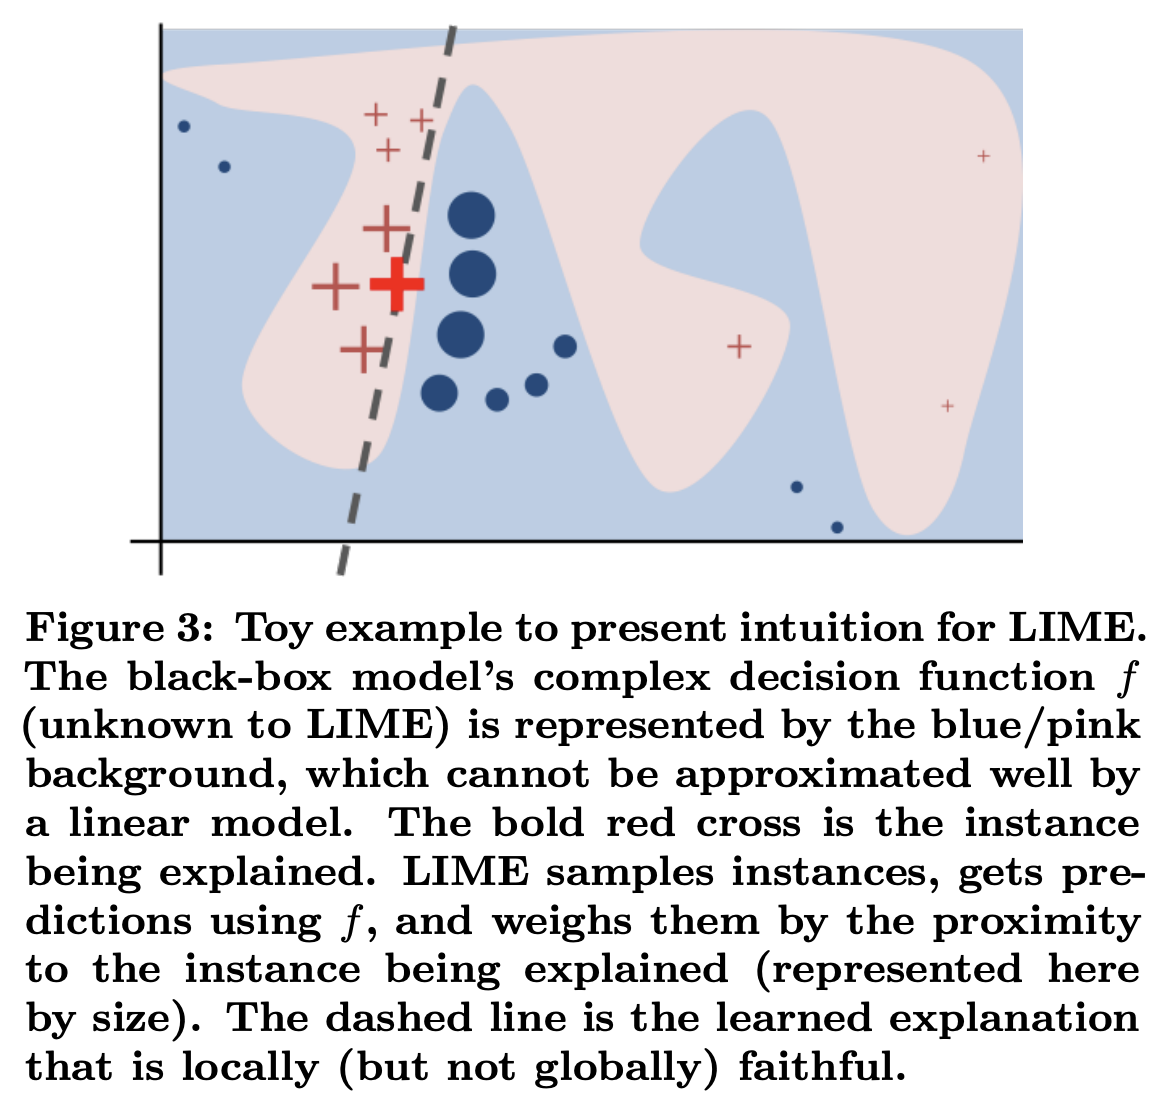 Figure 3: Toy example to present intuition for LIME.
The black-box model's complex decision function f
(unknown to LIME) is represented by the blue/pink
background, which cannot be approximated well by
a linear model. The bold red cross is the instance
being explained. LIME samples instances, gets pre-
dictions using f, and weighs them by the proximity
to the instance being explained (represented here
by size). The dashed line is the learned explanation
that is locally (but not globally) faithful.